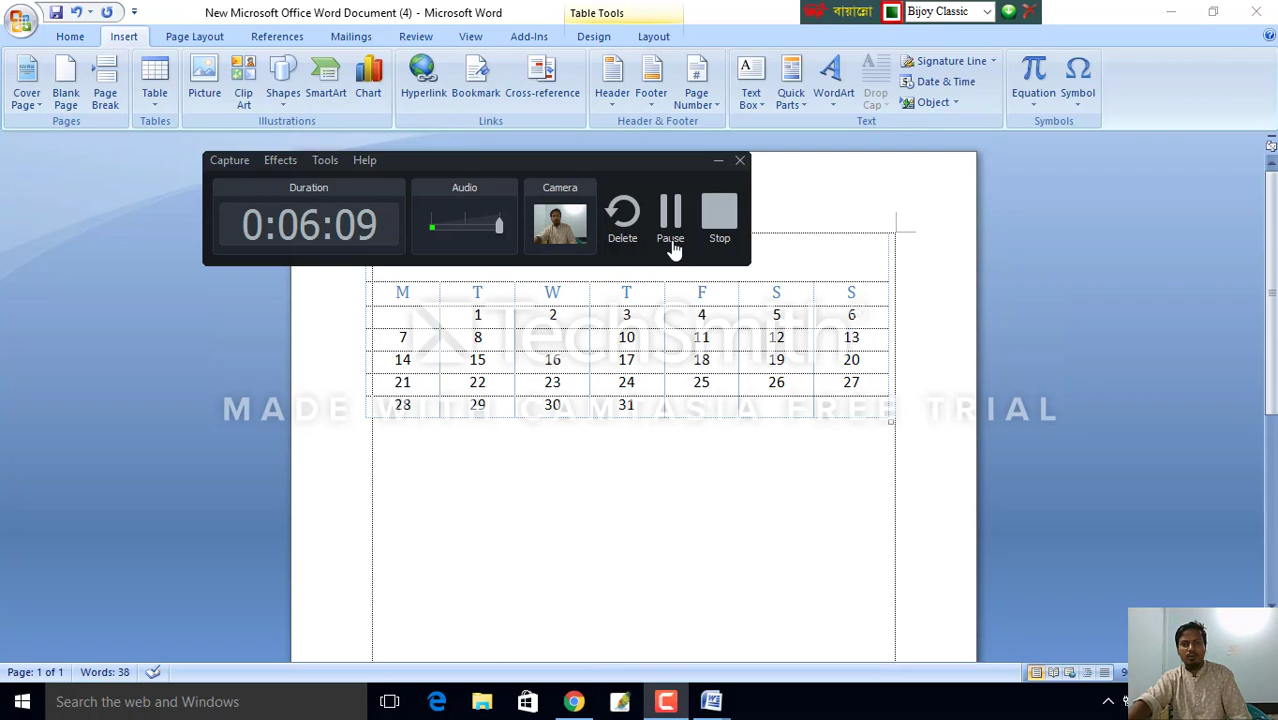 New Microsoft Office Word Document (4) - Microsoft Word
Table Tools
বায়ান্নো
Bijoy Classic
Home Insert Page Layout References Mailings Review View Add-Ins Design Layout
Cover Page
Blank Page
Page Break
Table
Picture
Clip Art
Shapes
SmartArt
Chart
Hyperlink
Bookmark
Cross-reference
Header
Footer
Page Number
Text Box
Quick Parts
WordArt
Drop Cap
Signature Line
Date & Time
Object
Equation
Symbol
Pages Tables Illustrations Links Header & Footer Text Symbols
Capture Effects Tools Help
Duration Audio Camera
0:06:09
Delete Pause Stop
M T W T F S S
1 2 3 4 5 6
7 8 10 11 12 13
14 15 16 17 18 19 20
21 22 23 24 25 26 27
28 29 30 31
TechSmith
MADE WITH CAMTASIA FREE TRIAL
Page: 1 of 1 Words: 38
Search the web and Windows